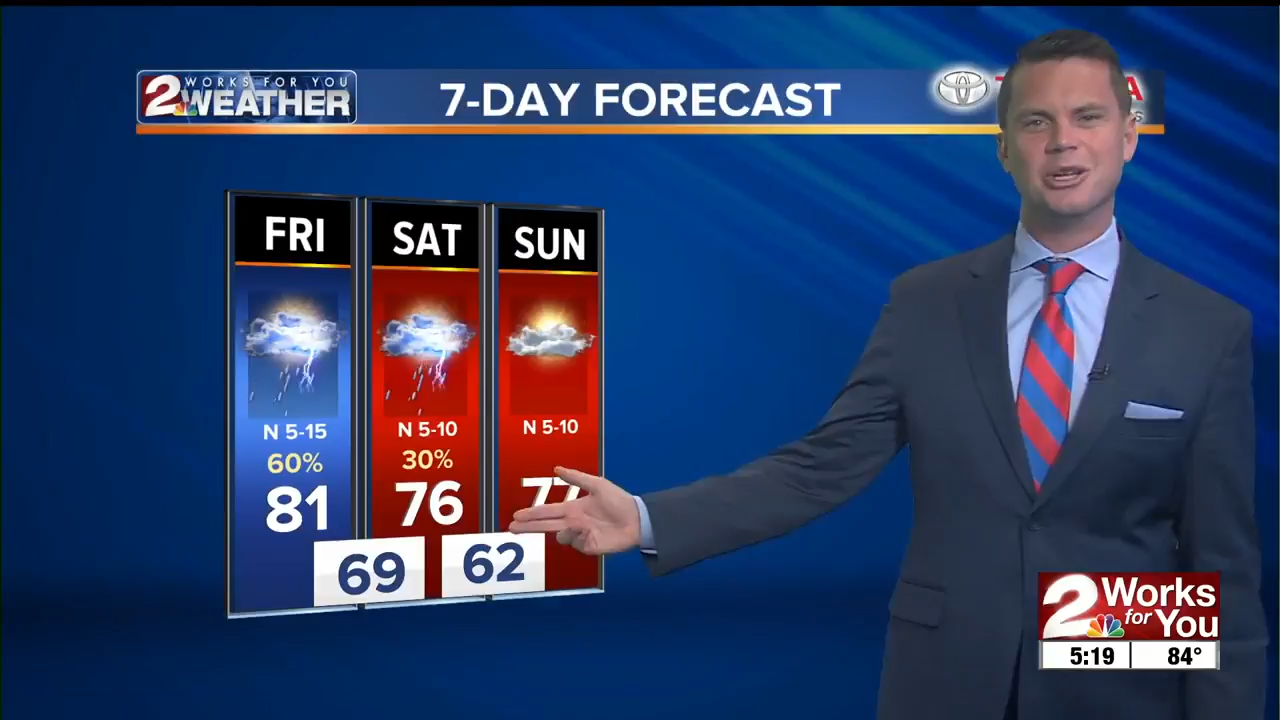 2 WORKS FOR YOU
WEATHER
7-DAY FORECAST
FRI
SAT
SUN
N 5-15
N 5-10
N 5-10
60%
30%
81
76
77
69
62
2 Works
for You
5:19
84°